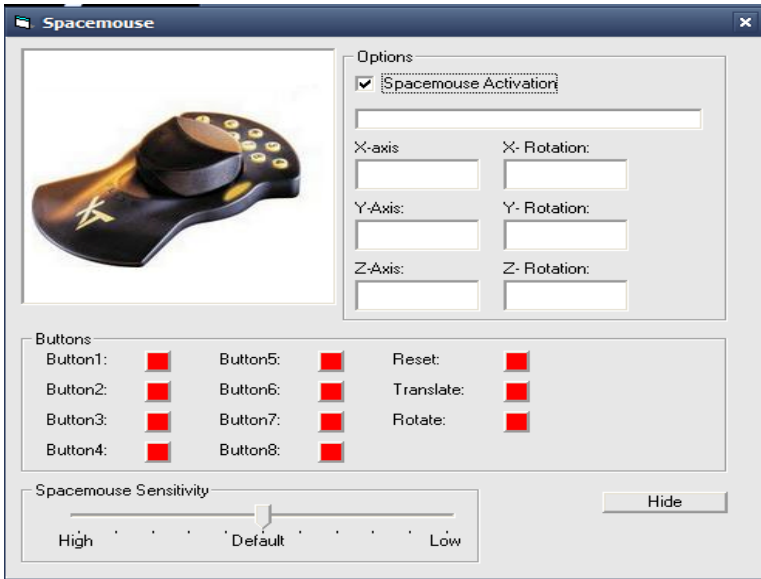 Spacemouse
Options
Spacemouse Activation
X-axis
X- Rotation:
Y-Axis:
Y- Rotation:
Z-Axis:
Z- Rotation:
Buttons
Button1:
Button5:
Reset:
Button2:
Button6:
Translate:
Button3:
Button7:
Rotate:
Button4:
Button8:
Spacemouse Sensitivity
High
Default
Low
Hide